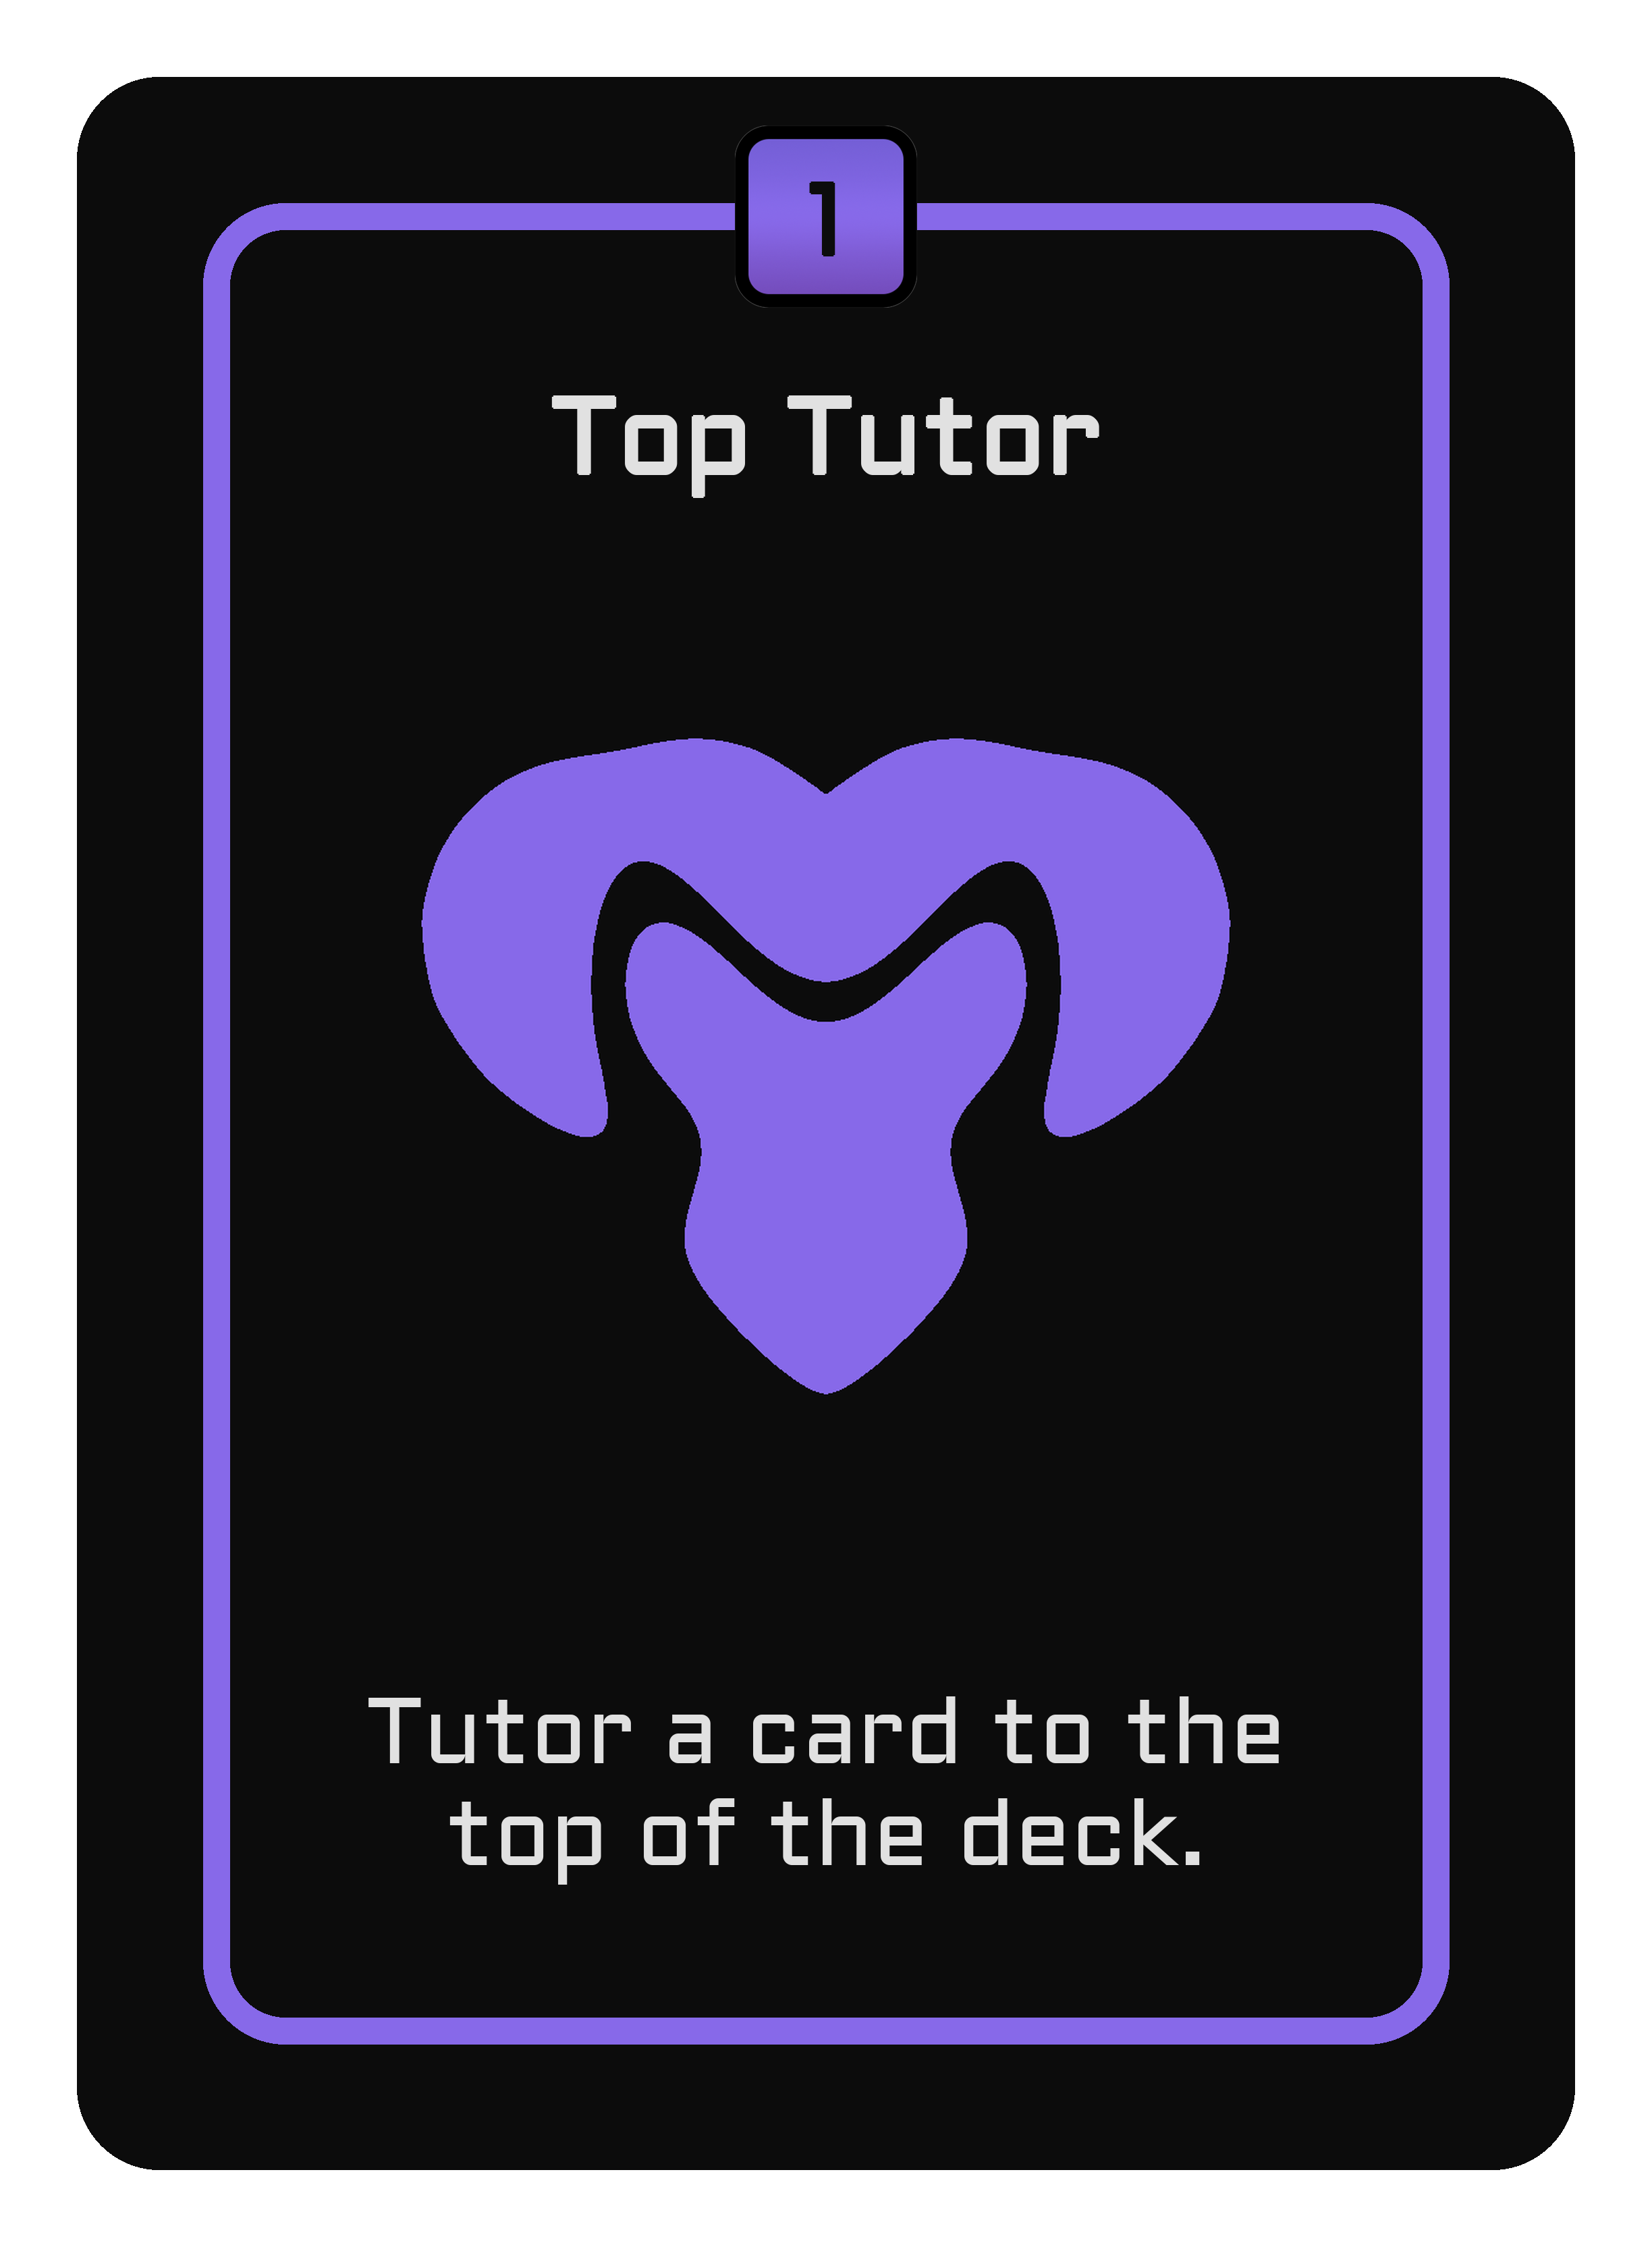 1
Top Tutor
Tutor a card to the
top of the deck.